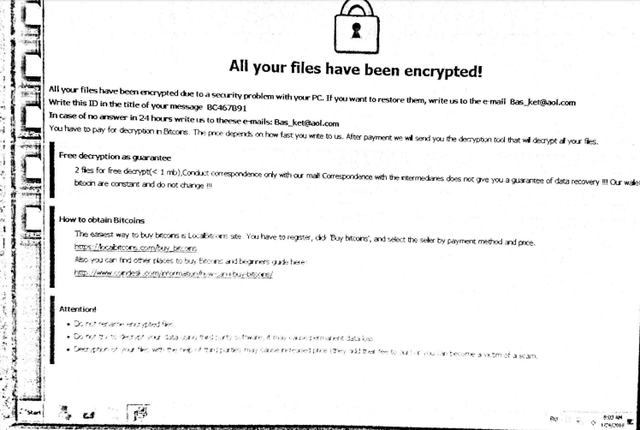 All your files have been encrypted!
All your files have been encrypted due to a security problem with your PC. If you want to restore them, write us to the e-mail Bas_ket@aol.com
Write this ID in the title of your message BC467B91
In case of no answer in 24 hours write us to theese e-mails: Bas_ket@aol.com
You have to pay for decryption in Bitcoins. The price depends on how fast you write to us. After payment we will send you the decryption tool that will decrypt all your files.
Free decryption as guarantee
2 files for free decrypt(< 1 mb),Conduct correspondence only with our mail! Correspondence with the intermediaries does not give you a guarantee of data recovery !!! Our walle
bitcoin are constant and do not change !!!
How to obtain Bitcoins
The easiest way to buy bitcoins is LocalBitcoins site. You have to register, click 'Buy bitcoins', and select the seller by payment method and price.
https://localbitcoins.com/buy_bitcoins
Also you can find other places to buy Bitcoins and beginners guide here:
http://www.coindesk.com/information/how-can-i-buy-bitcoins/
Attention!
Do not rename encrypted files.
Do not try to decrypt your data using third party software, it may cause permanent data loss.
Decryption of your files with the help of third parties may cause increased price (they add their fee to our) or you can become a victim of a scam.
Start
8:03 AM